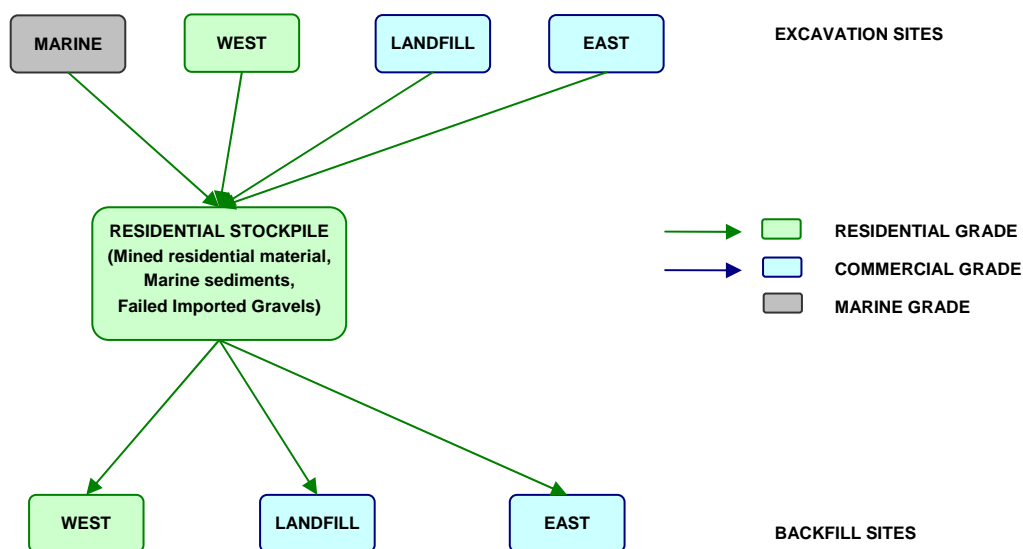 MARINE
WEST
LANDFILL
EAST
EXCAVATION SITES
RESIDENTIAL STOCKPILE
(Mined residential material,
Marine sediments,
Failed Imported Gravels)
RESIDENTIAL GRADE
COMMERCIAL GRADE
MARINE GRADE
WEST
LANDFILL
EAST
BACKFILL SITES